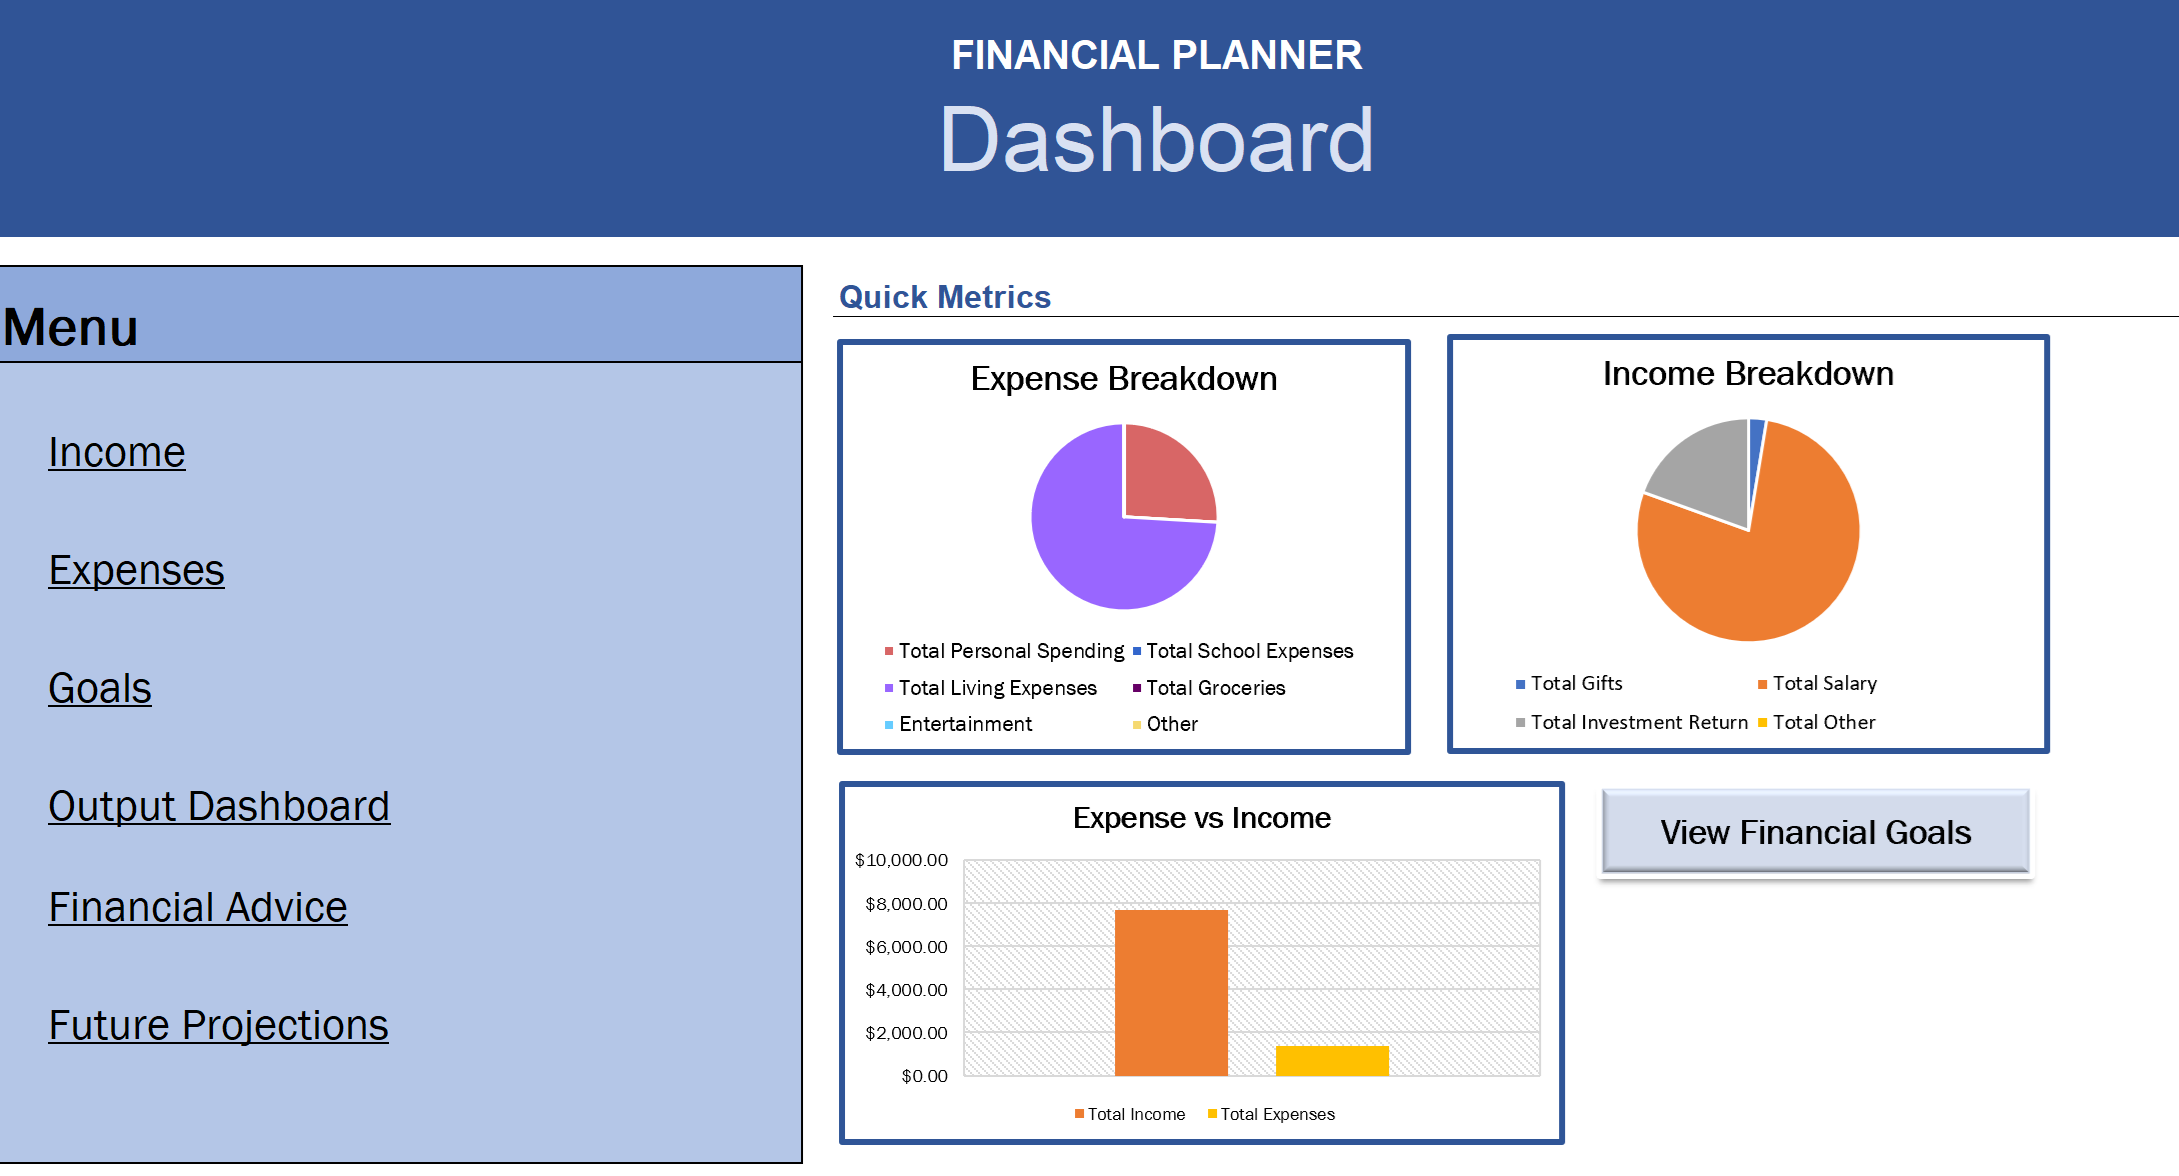 FINANCIAL PLANNER
Dashboard
Menu
Income
Expenses
Goals
Output Dashboard
Financial Advice
Future Projections
Quick Metrics
Expense Breakdown
Total Personal Spending Total School Expenses
Total Living Expenses Total Groceries
Entertainment Other
Income Breakdown
Total Gifts Total Salary
Total Investment Return Total Other
Expense vs Income
$10,000.00
$8,000.00
$6,000.00
$4,000.00
$2,000.00
$0.00
Total Income Total Expenses
View Financial Goals